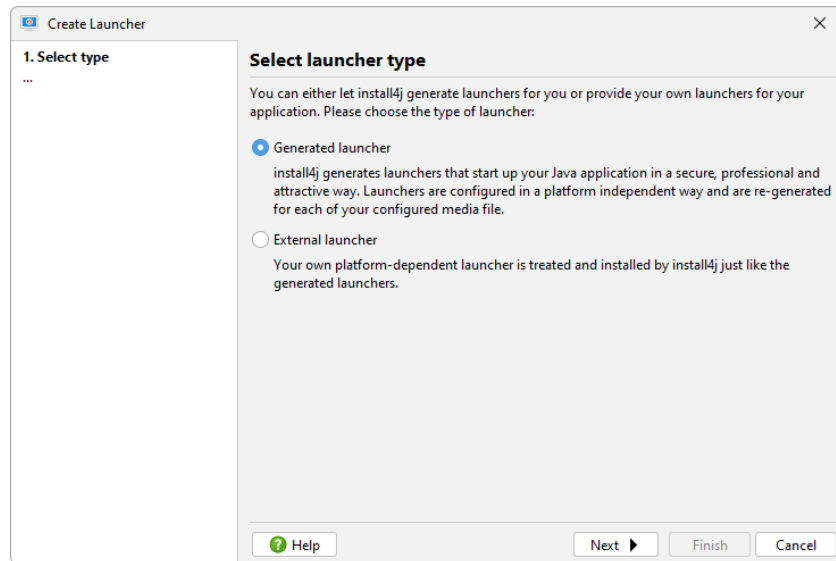 Create Launcher
1. Select type
...
Select launcher type
You can either let install4j generate launchers for you or provide your own launchers for your
application. Please choose the type of launcher:
Generated launcher
install4j generates launchers that start up your Java application in a secure, professional and
attractive way. Launchers are configured in a platform independent way and are re-generated
for each of your configured media file.
External launcher
Your own platform-dependent launcher is treated and installed by install4j just like the
generated launchers.
Help
Next
Finish
Cancel